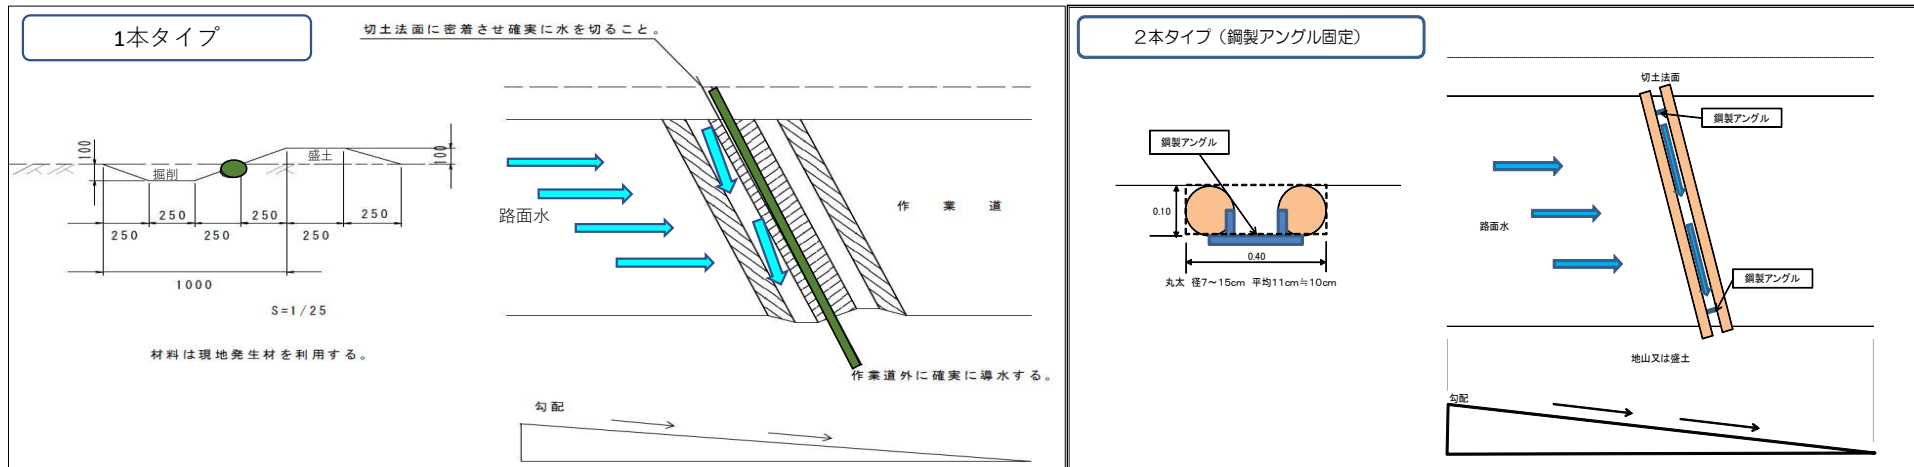 1本タイプ
切土法面に密着させ確実に水を切ること。
100
盛土
100
掘削
250
250
250
250
250
250
1000
S=1/25
材料は現地発生材を利用する。
路面水
作業道
作業道外に確実に導水する。
勾配
2本タイプ（鋼製アングル固定）
切土法面
鋼製アングル
鋼製アングル
0.10
0.40
丸太 径7～15cm 平均11cm≒10cm
路面水
鋼製アングル
地山又は盛土
勾配